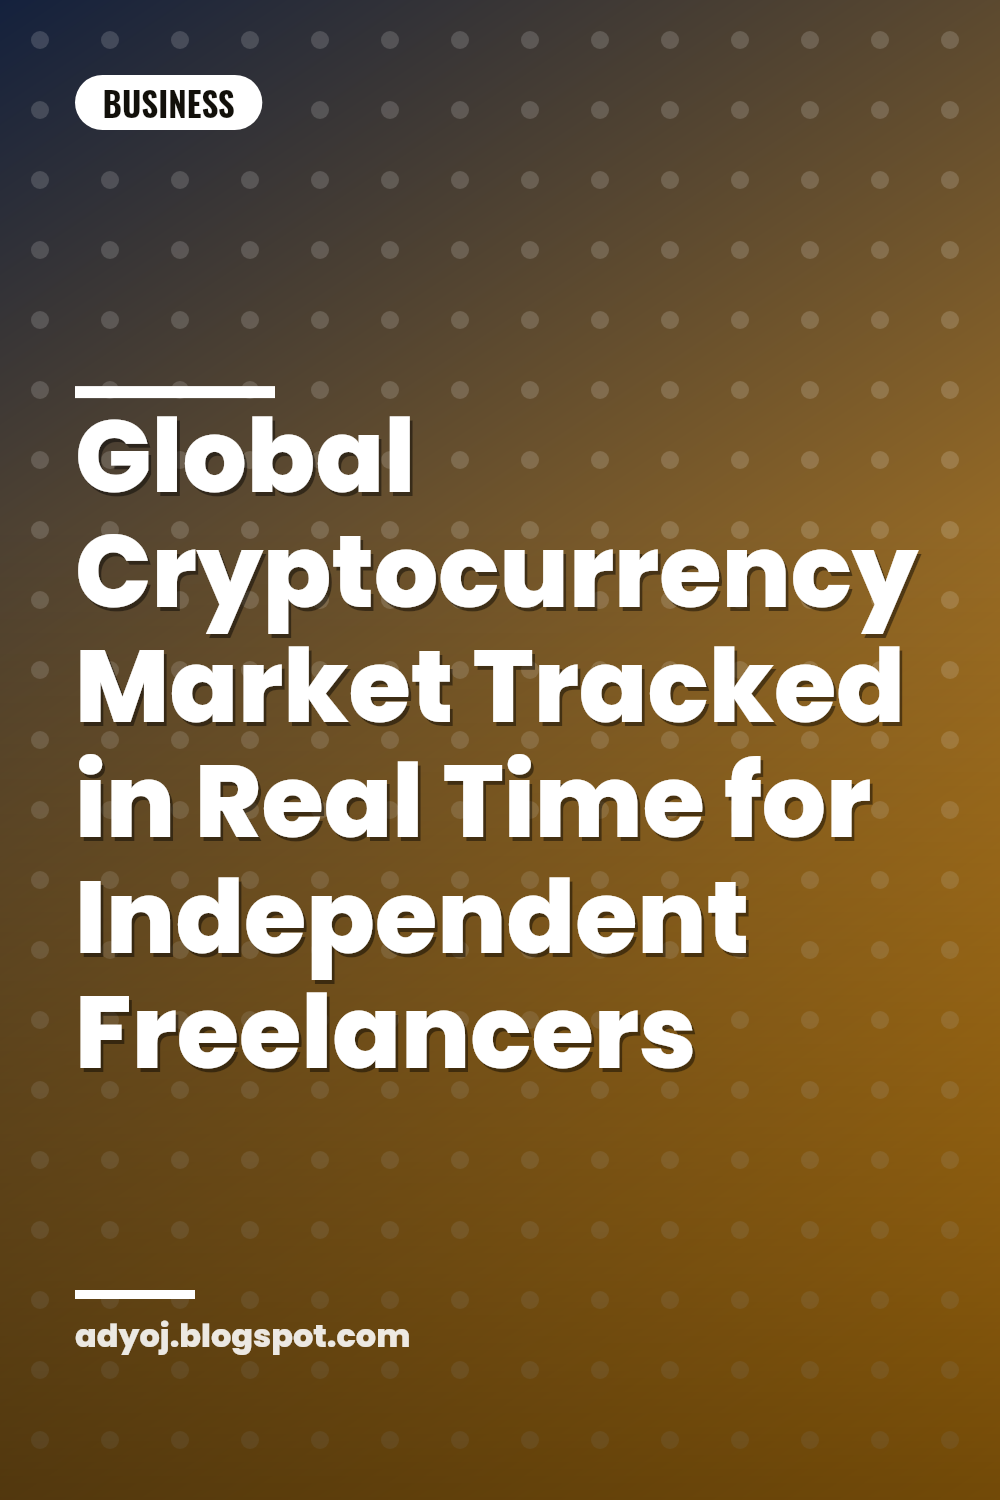 BUSINESS
Global
Cryptocurrency
Market Tracked
in Real Time for
Independent
Freelancers
adyoj.blogspot.com